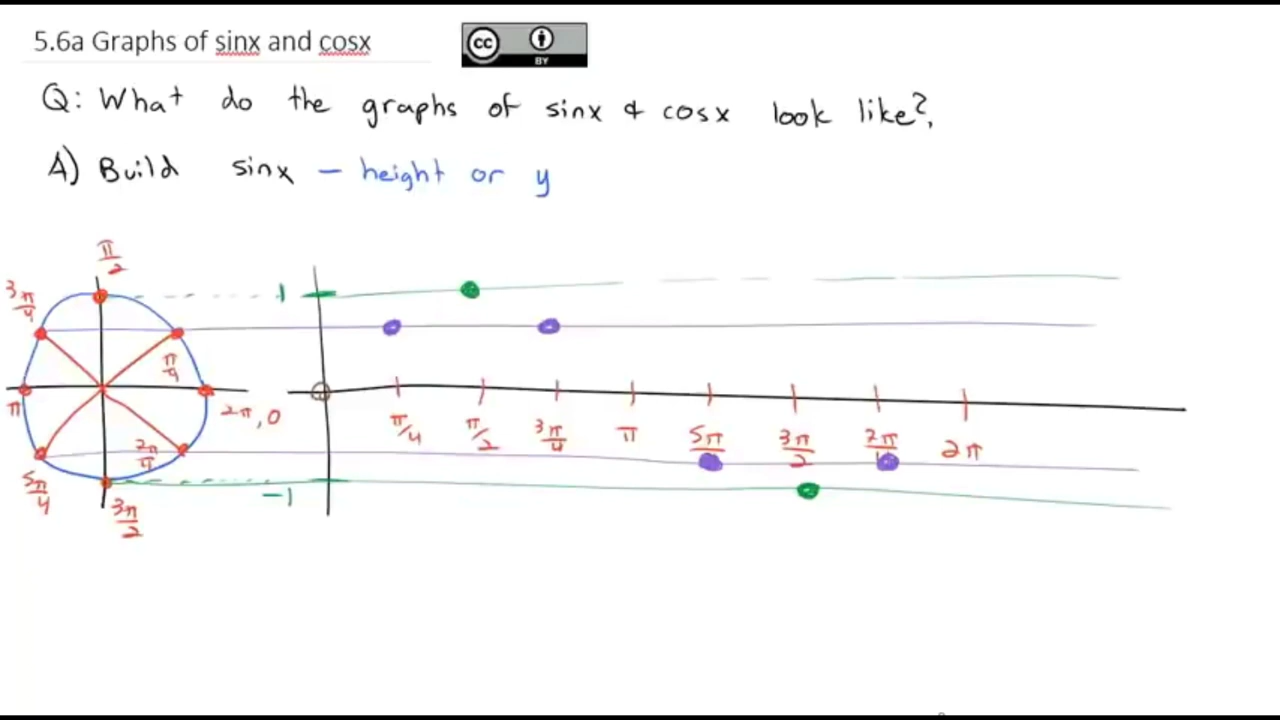 5.6a Graphs of sinx and cosx
cc BY
Q: What do the graphs of sinx & cosx look like?,
A) Build sinx – height or y
π/2
3π/4
1
π/4
π
2π, 0
π/4 π/2 3π/4 π 5π/ 3π/2 7π/4 2π
7π/4
5π/4
-1
3π/2